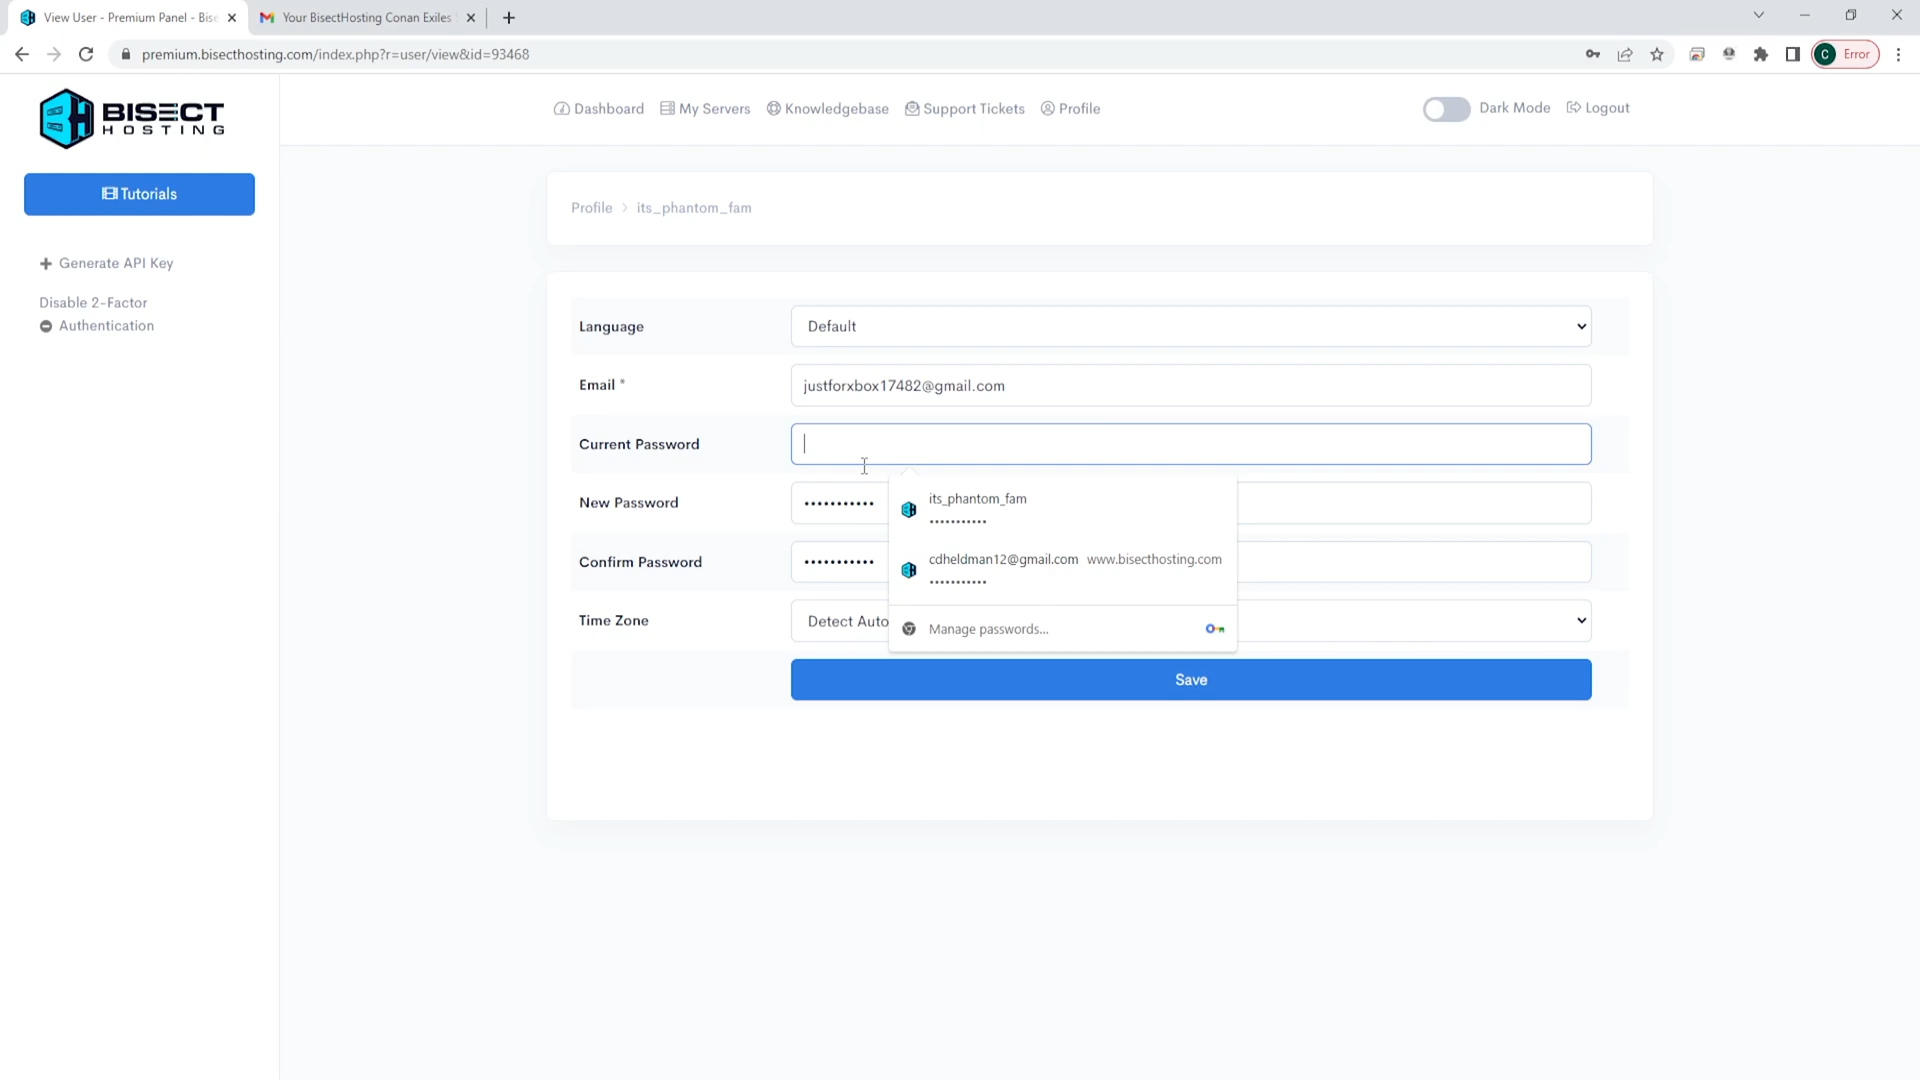 View User - Premium Panel - Bise
Your BisectHosting Conan Exiles
premium.bisecthosting.com/index.php?r=user/view&id=93468
C Error
BISECT
HOSTING
Dashboard My Servers Knowledgebase Support Tickets Profile
Dark Mode Logout
Tutorials
Generate API Key
Disable 2-Factor
Authentication
Profile > its_phantom_fam
Language Default
Email * justforxbox17482@gmail.com
Current Password
New Password •••••••••••
its_phantom_fam
•••••••••••
Confirm Password •••••••••••
cdheldman12@gmail.com www.bisecthosting.com
•••••••••••
Time Zone Detect Auto
Manage passwords...
Save